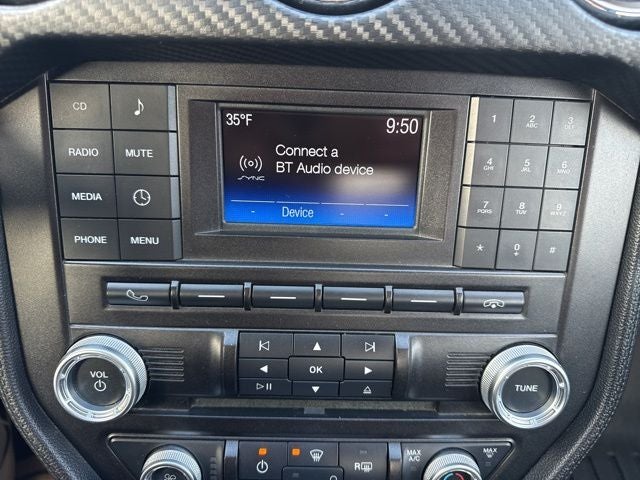 35°F
9:50
Connect a
BT Audio device
SYNC
- Device - -
CD
RADIO MUTE
MEDIA
PHONE MENU
1 2 ABC 3 DEF
4 GHI 5 JKL 6 MNO
7 PQRS 8 TUV 9 WXYZ
* 0 + #
VOL
OK
TUNE
R
MAX A/C
MAX